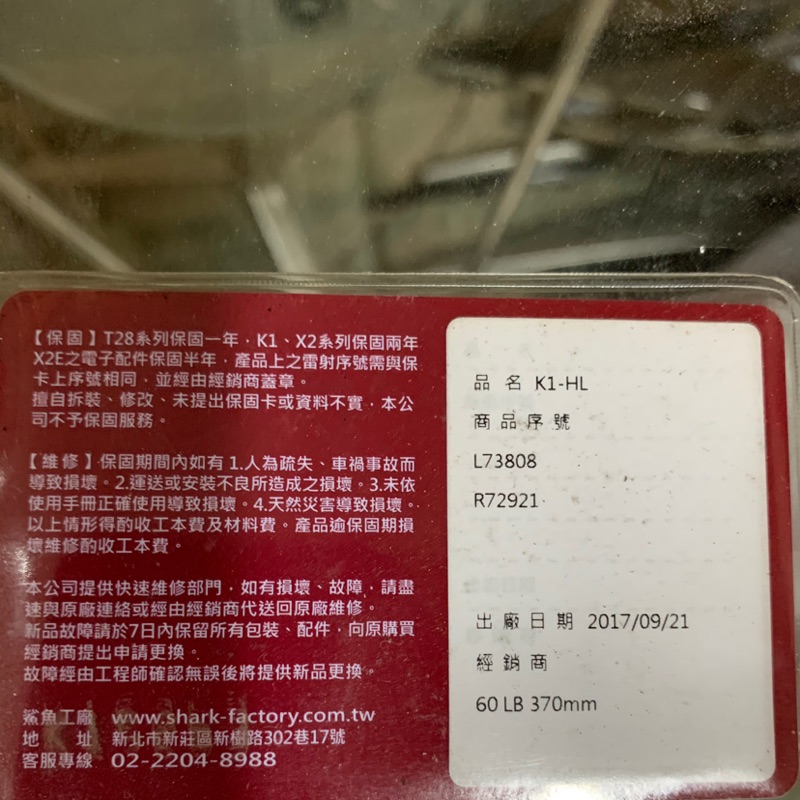 【保固】T28系列保固一年，K1、X2系列保固兩年
X2E之電子配件保固半年，產品上之雷射序號需與保
卡上序號相同，並經由經銷商蓋章。
擅自拆裝、修改、未提出保固卡或資料不實，本公
司不予保固服務。
【維修】保固期間內如有1.人為疏失、車禍事故而
導致損壞。2.運送或安裝不良所造成之損壞。3.未依
使用手冊正確使用導致損壞。4.天然災害導致損壞。
以上情形得酌收工本費及材料費。產品逾保固期損
壞維修酌收工本費。
本公司提供快速維修部門，如有損壞、故障，請盡
速與原廠連絡或經由經銷商代送回原廠維修。
新品故障請於7日內保留所有包裝、配件，向原購買
經銷商提出申請更換。
故障經由工程師確認無誤後將提供新品更換。
鯊魚工廠 www.shark-factory.com.tw
地 址 新北市新莊區新樹路302巷17號
客服專線 02-2204-8988
品 名 K1-HL
商品序號
L73808
R72921
出廠日期 2017/09/21
經銷商
60 LB 370mm